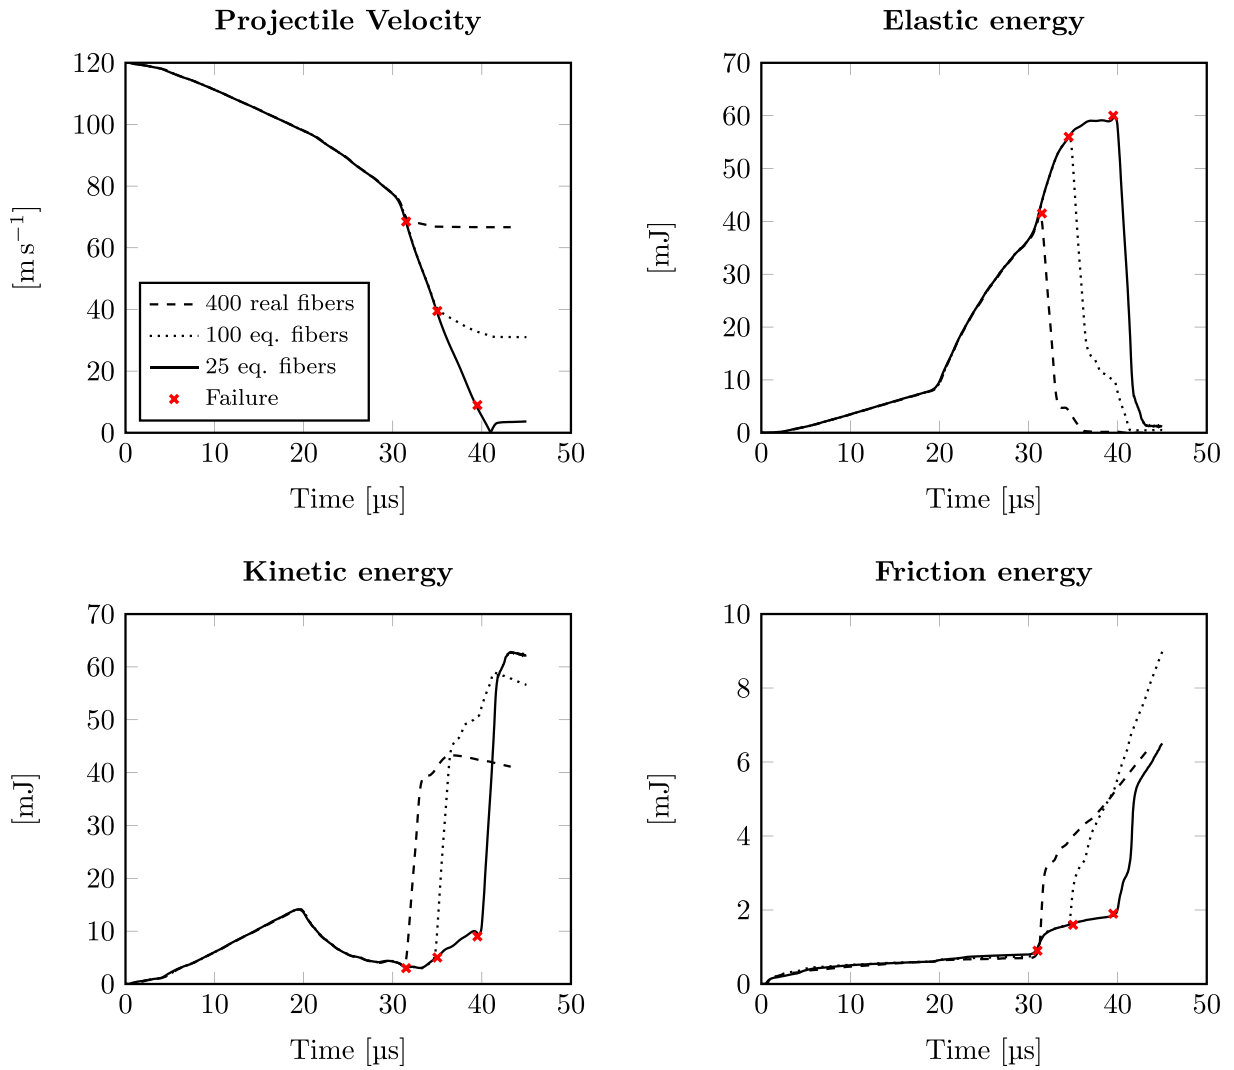 Projectile Velocity
[m s⁻¹]
120
100
80
60
40
20
0
400 real fibers
100 eq. fibers
25 eq. fibers
Failure
0 10 20 30 40 50
Time [µs]
Elastic energy
[mJ]
70
60
50
40
30
20
10
0
0 10 20 30 40 50
Time [µs]
Kinetic energy
[mJ]
70
60
50
40
30
20
10
0
0 10 20 30 40 50
Time [µs]
Friction energy
[mJ]
10
8
6
4
2
0
0 10 20 30 40 50
Time [µs]